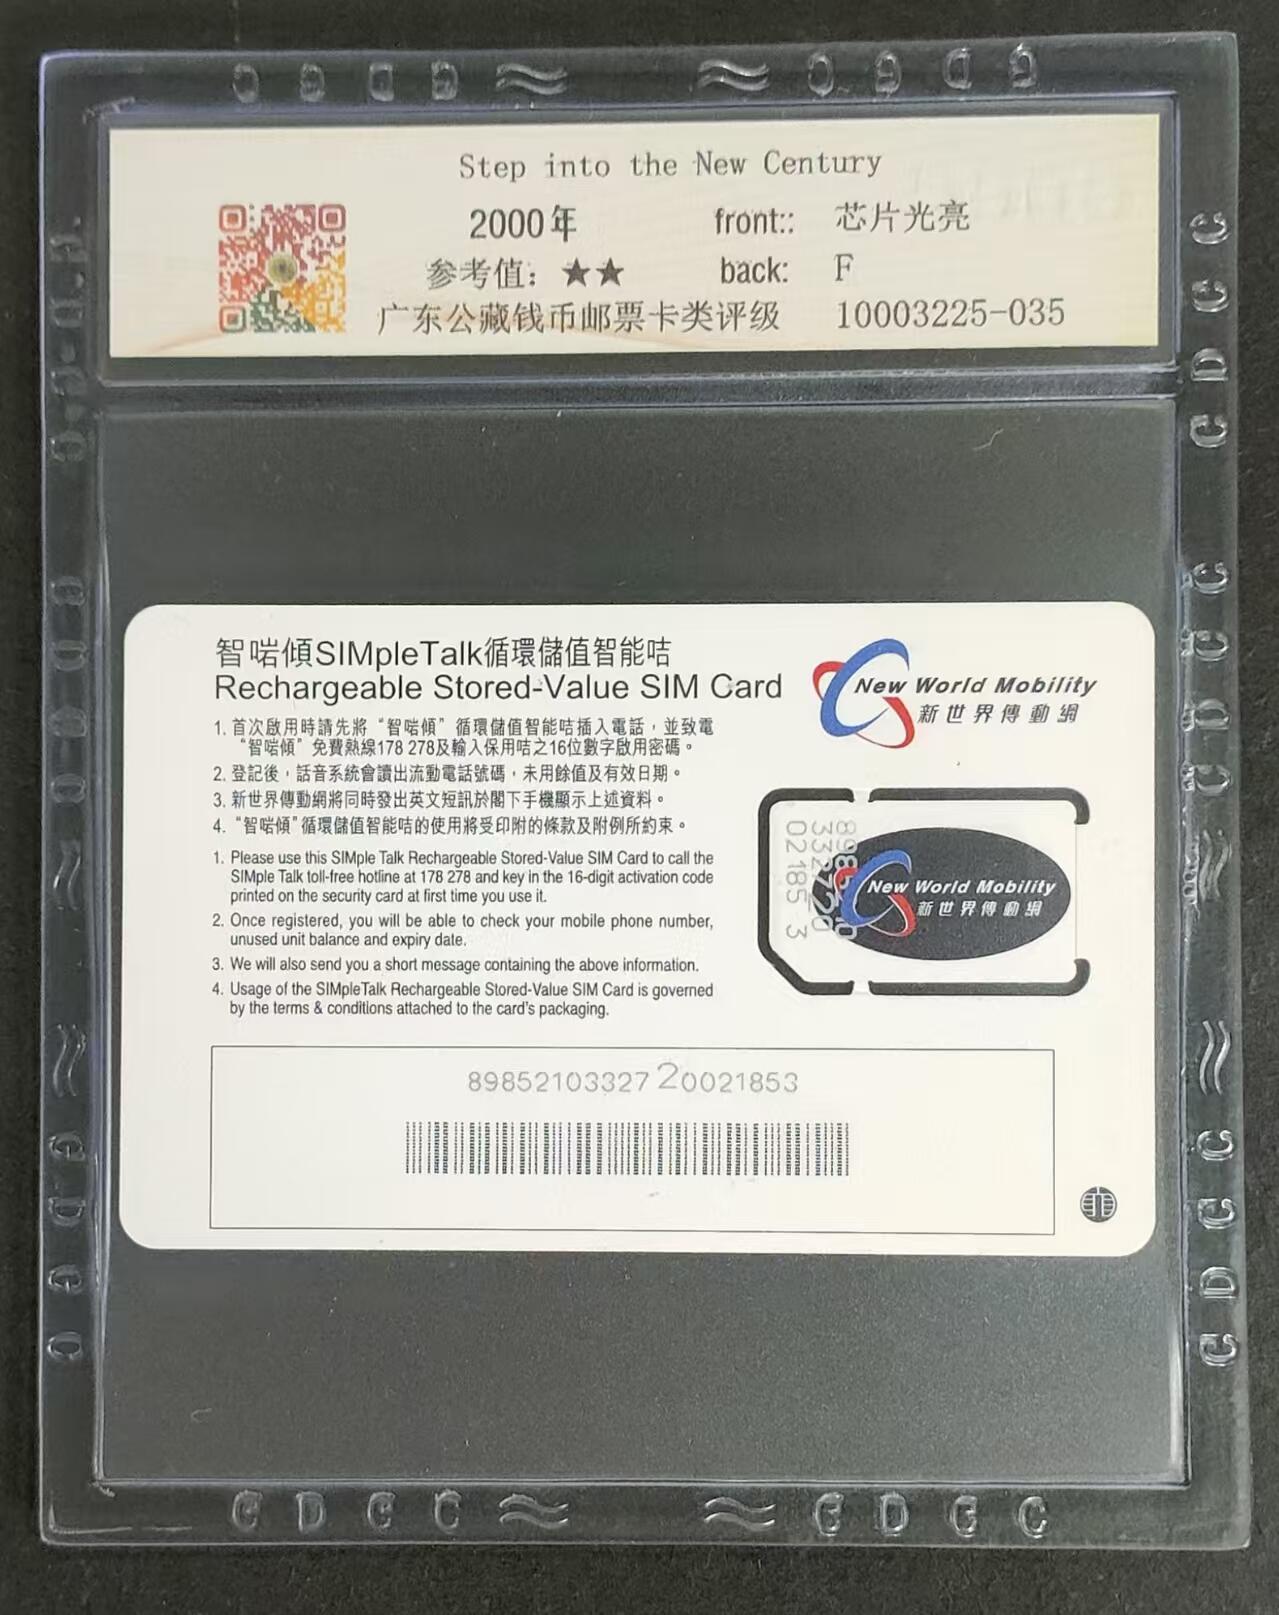 Step into the New Century
2000年 front:: 芯片光亮
参考值：★★ back: F
广东公藏钱币邮票卡类评级 10003225-035
智啱傾SIMpleTalk循環儲值智能咭
Rechargeable Stored-Value SIM Card
New World Mobility
新世界傳動網
1. 首次啟用時請先將“智啱傾”循環儲值智能咭插入電話，並致電
“智啱傾”免費熱線178 278及輸入保用咭之16位數字啟用密碼。
2. 登記後，話音系統會讀出流動電話號碼，未用餘值及有效日期。
3. 新世界傳動網將同時發出英文短訊於閣下手機顯示上述資料。
4. “智啱傾”循環儲值智能咭的使用將受印附的條款及附例所約束。
1. Please use this SIMple Talk Rechargeable Stored-Value SIM Card to call the
SIMple Talk toll-free hotline at 178 278 and key in the 16-digit activation code
printed on the security card at first time you use it.
2. Once registered, you will be able to check your mobile phone number,
unused unit balance and expiry date.
3. We will also send you a short message containing the above information.
4. Usage of the SIMpleTalk Rechargeable Stored-Value SIM Card is governed
by the terms & conditions attached to the card's packaging.
New World Mobility
新世界傳動網
8985210
332720
02185 3
89852103327 20021853